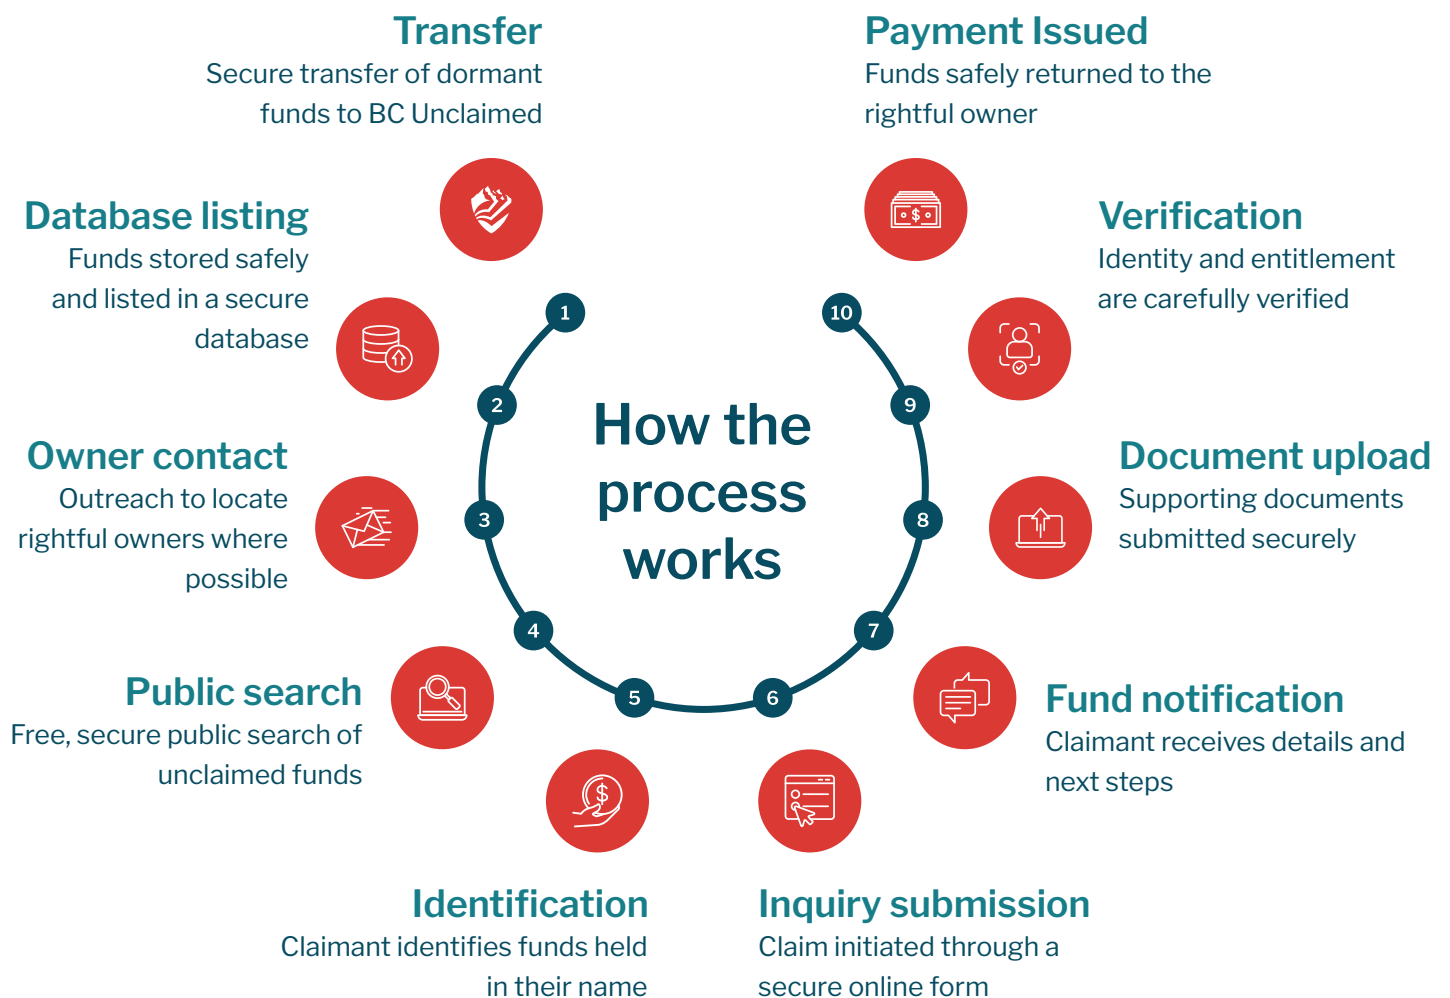 How the
process
works
1
Transfer
Secure transfer of dormant
funds to BC Unclaimed
2
Database listing
Funds stored safely
and listed in a secure
database
3
Owner contact
Outreach to locate
rightful owners where
possible
4
Public search
Free, secure public search of
unclaimed funds
5
Identification
Claimant identifies funds held
in their name
6
Inquiry submission
Claim initiated through a
secure online form
7
Fund notification
Claimant receives details and
next steps
8
Document upload
Supporting documents
submitted securely
9
Verification
Identity and entitlement
are carefully verified
10
Payment Issued
Funds safely returned to the
rightful owner
$
$